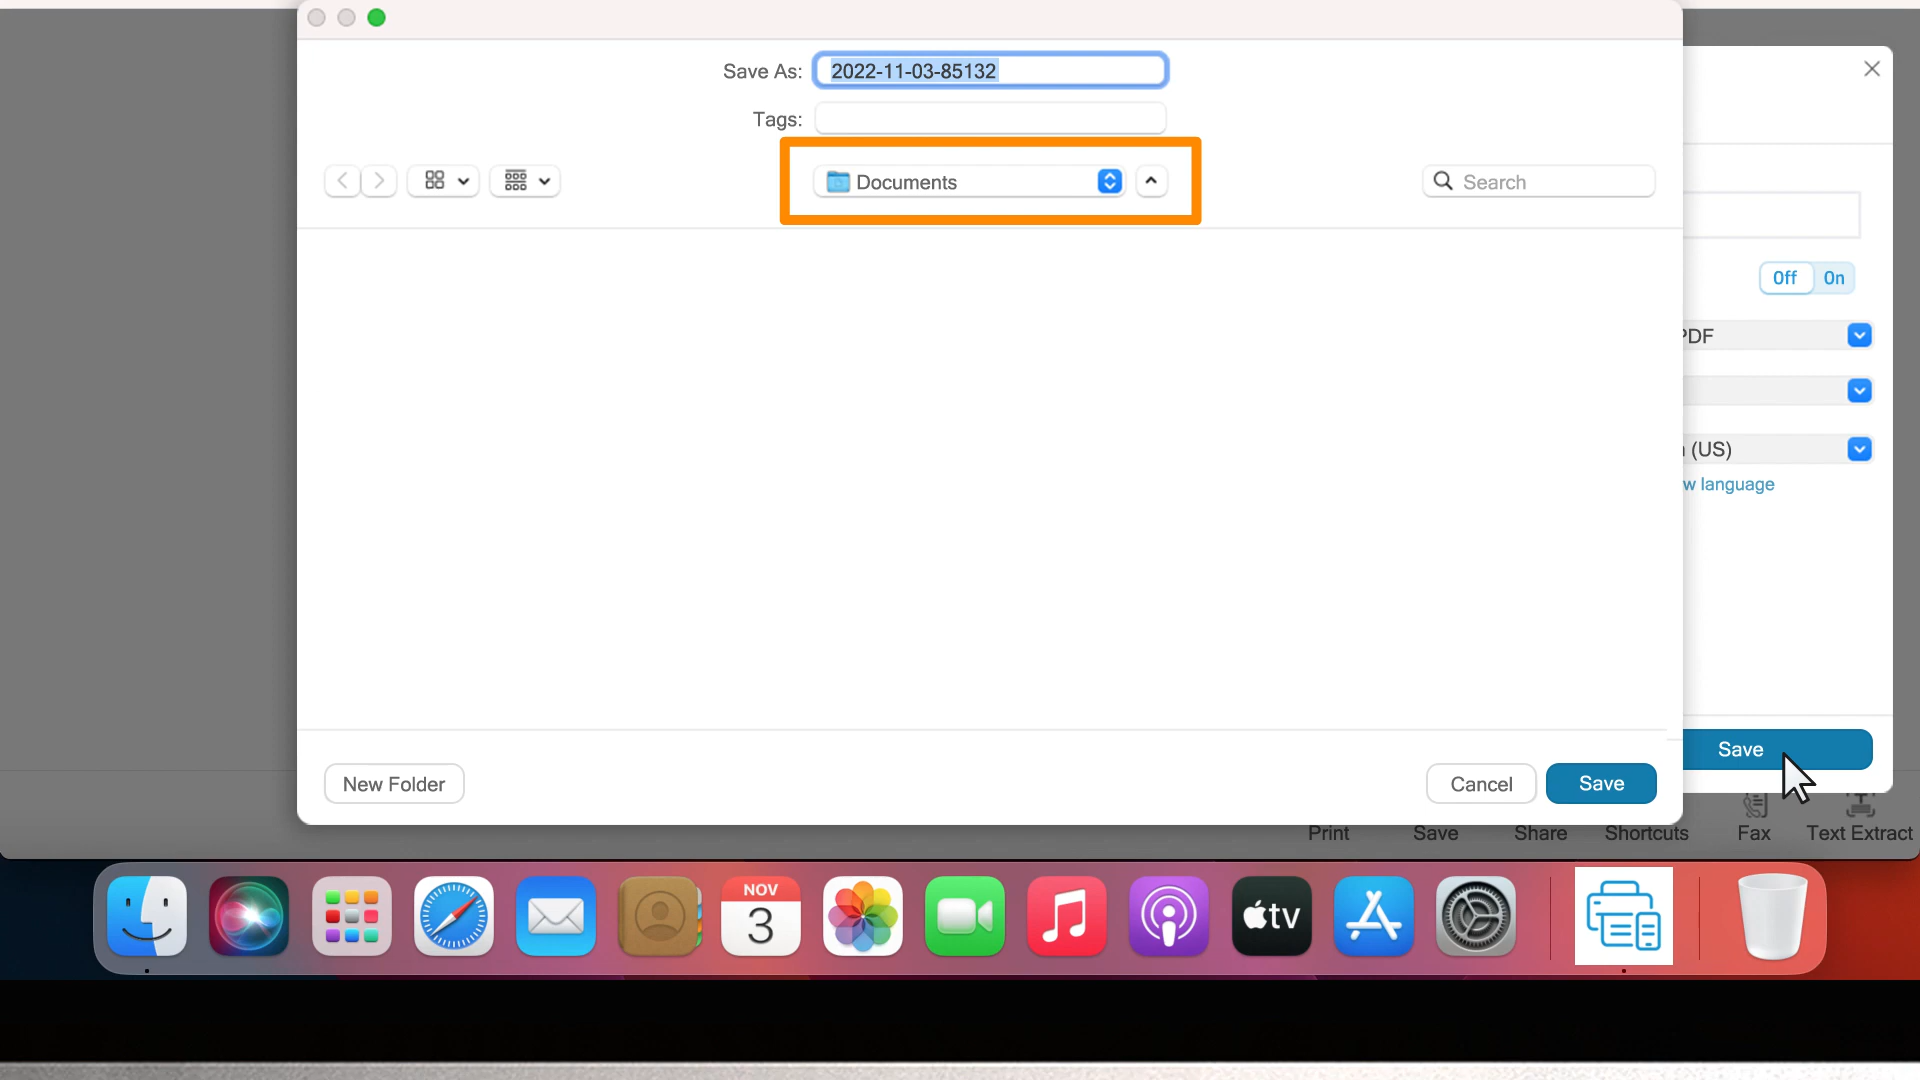 Save As: 2022-11-03-85132
Tags:
Documents
Search
Off On
PDF
(US)
w language
Save
New Folder
Cancel Save
Print Save Share Shortcuts Fax Text Extract
NOV
3
tv